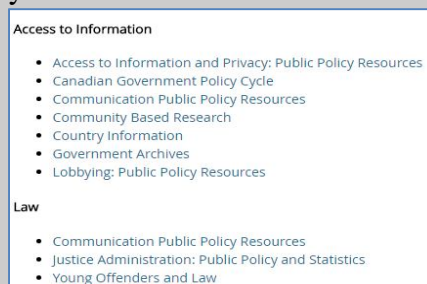 Access to Information
Access to Information and Privacy: Public Policy Resources
Canadian Government Policy Cycle
Communication Public Policy Resources
Community Based Research
Country Information
Government Archives
Lobbying: Public Policy Resources
Law
Communication Public Policy Resources
Justice Administration: Public Policy and Statistics
Young Offenders and Law